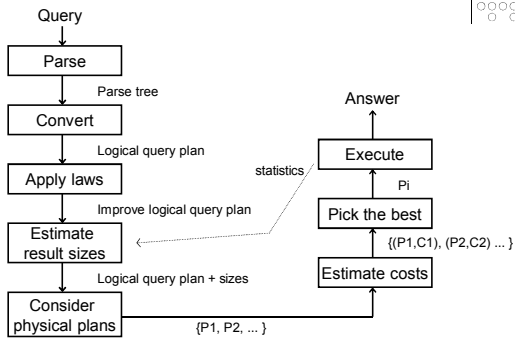 Query
Parse
Parse tree
Convert
Logical query plan
Apply laws
Improve logical query plan
Estimate
result sizes
Logical query plan + sizes
Consider
physical plans
{P1, P2, ... }
Estimate costs
{(P1,C1), (P2,C2) ... }
Pick the best
Pi
Execute
statistics
Answer